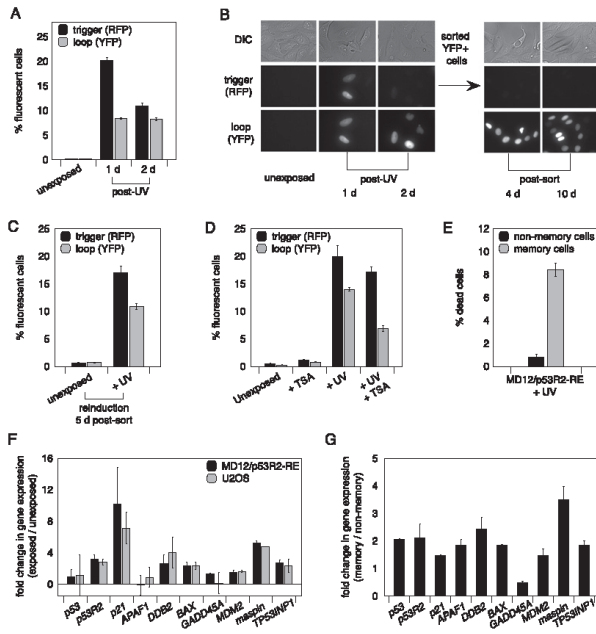 A
% fluorescent cells
25
20
15
10
5
0
trigger (RFP)
loop (YFP)
unexposed
1 d
2 d
post-UV
B
DIC
trigger
(RFP)
loop
(YFP)
sorted
YFP+
cells
unexposed
post-UV
1 d
2 d
post-sort
4 d
10 d
C
% fluorescent cells
25
20
15
10
5
0
trigger (RFP)
loop (YFP)
unexposed
+ UV
reinduction
5 d post-sort
D
% fluorescent cells
25
20
15
10
5
0
trigger (RFP)
loop (YFP)
Unexposed
+ TSA
+ UV
+ UV
+ TSA
E
% dead cells
12
10
8
6
4
2
0
non-memory cells
memory cells
MD12/p53R2-RE
+ UV
F
fold change in gene expression
(exposed / unexposed)
16
12
8
4
0
MD12/p53R2-RE
U2OS
p53
p53R2
p21
APAF1
DDB2
BAX
GADD45A
MDM2
maspin
TP53INP1
G
fold change in gene expression
(memory / non-memory)
5
4
3
2
1
0
p53
p53R2
p21
APAF1
DDB2
BAX
GADD45A
MDM2
maspin
TP53INP1